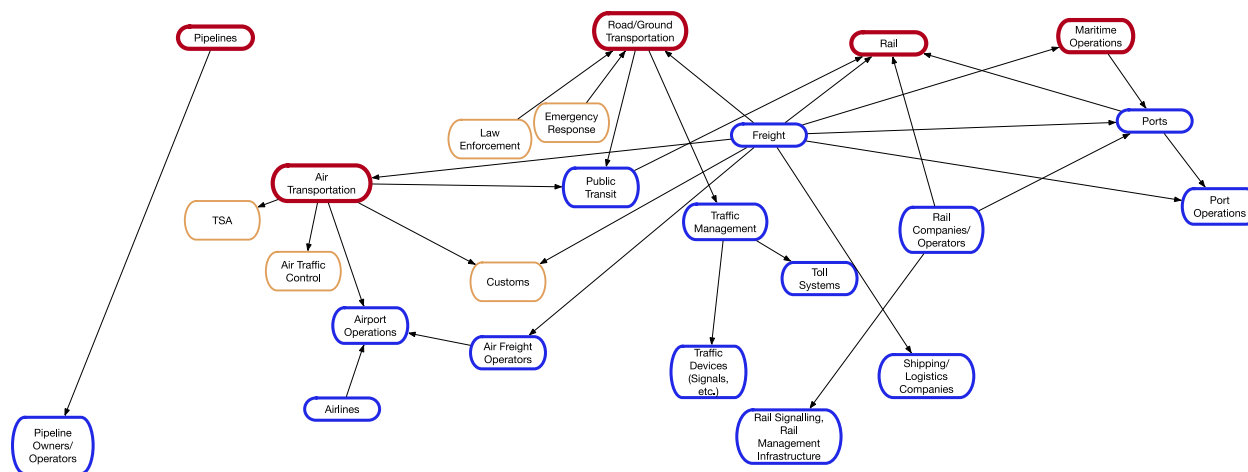 Pipelines
Road/Ground
Transportation
Rail
Maritime
Operations
Law
Enforcement
Emergency
Response
Freight
Ports
Air
Transportation
Public
Transit
TSA
Traffic
Management
Rail
Companies/
Operators
Port
Operations
Air Traffic
Control
Customs
Toll
Systems
Airport
Operations
Air Freight
Operators
Traffic
Devices
(Signals,
etc.)
Shipping/
Logistics
Companies
Airlines
Pipeline
Owners/
Operators
Rail Signalling,
Rail
Management
Infrastructure